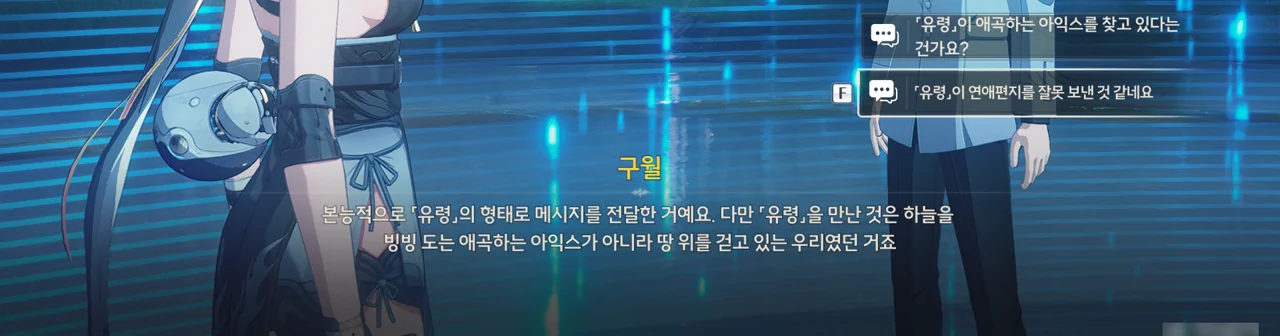 「유령」이 애곡하는 아익스를 찾고 있다는
건가요?
F
「유령」이 연애편지를 잘못 보낸 것 같네요
구월
본능적으로 「유령」의 형태로 메시지를 전달한 거예요. 다만 「유령」을 만난 것은 하늘을
빙빙 도는 애곡하는 아익스가 아니라 땅 위를 걷고 있는 우리였던 거죠